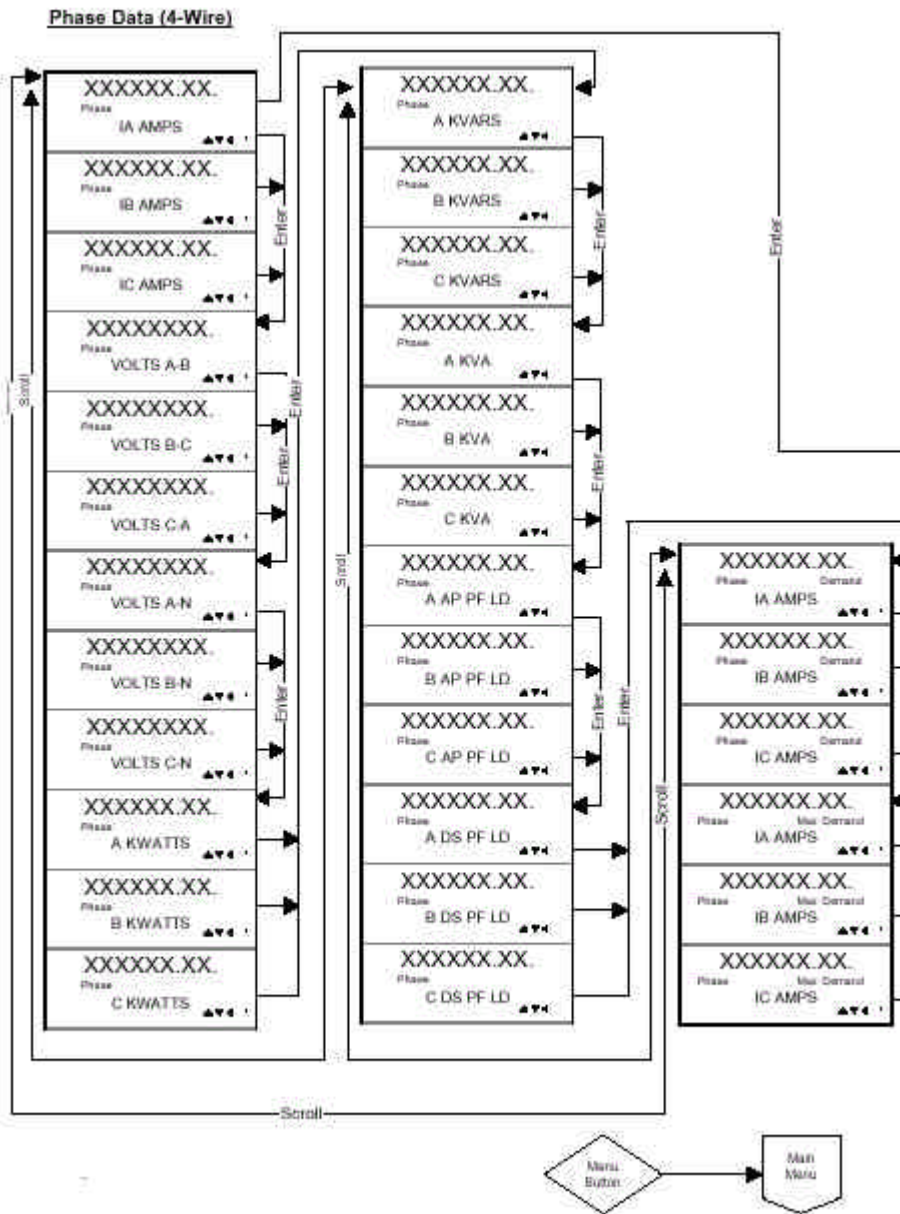 Phase Data (4-Wire)
XXXXXX.XX.
Phase
IA AMPS
XXXXXX.XX.
Phase
IB AMPS
XXXXXX.XX.
Phase
IC AMPS
XXXXXXXX.
Phase
VOLTS A-B
XXXXXXXX.
Phase
VOLTS B-C
XXXXXXXX.
Phase
VOLTS C-A
XXXXXXXX.
Phase
VOLTS A-N
XXXXXXXX.
Phase
VOLTS B-N
XXXXXXXX.
Phase
VOLTS C-N
XXXXXX.XX.
Phase
A KWATTS
XXXXXX.XX.
Phase
B KWATTS
XXXXXX.XX.
Phase
C KWATTS
Scroll
Enter
Enter
Enter
Enter
XXXXXX.XX.
Phase
A KVARS
XXXXXX.XX.
Phase
B KVARS
XXXXXX.XX.
Phase
C KVARS
XXXXXX.XX.
Phase
A KVA
XXXXXX.XX.
Phase
B KVA
XXXXXX.XX.
Phase
C KVA
XXXXXX.XX.
Phase
A AP PF LD
XXXXXX.XX.
Phase
B AP PF LD
XXXXXX.XX.
Phase
C AP PF LD
XXXXXX.XX.
Phase
A DS PF LD
XXXXXX.XX.
Phase
B DS PF LD
XXXXXX.XX.
Phase
C DS PF LD
Scroll
Enter
Enter
Enter
Enter
Enter
XXXXXX.XX.
Phase Demand
IA AMPS
XXXXXX.XX.
Phase Demand
IB AMPS
XXXXXX.XX.
Phase Demand
IC AMPS
XXXXXX.XX.
Phase Max Demand
IA AMPS
XXXXXX.XX.
Phase Max Demand
IB AMPS
XXXXXX.XX.
Phase Max Demand
IC AMPS
Scroll
Scroll
Menu
Button
Main
Menu